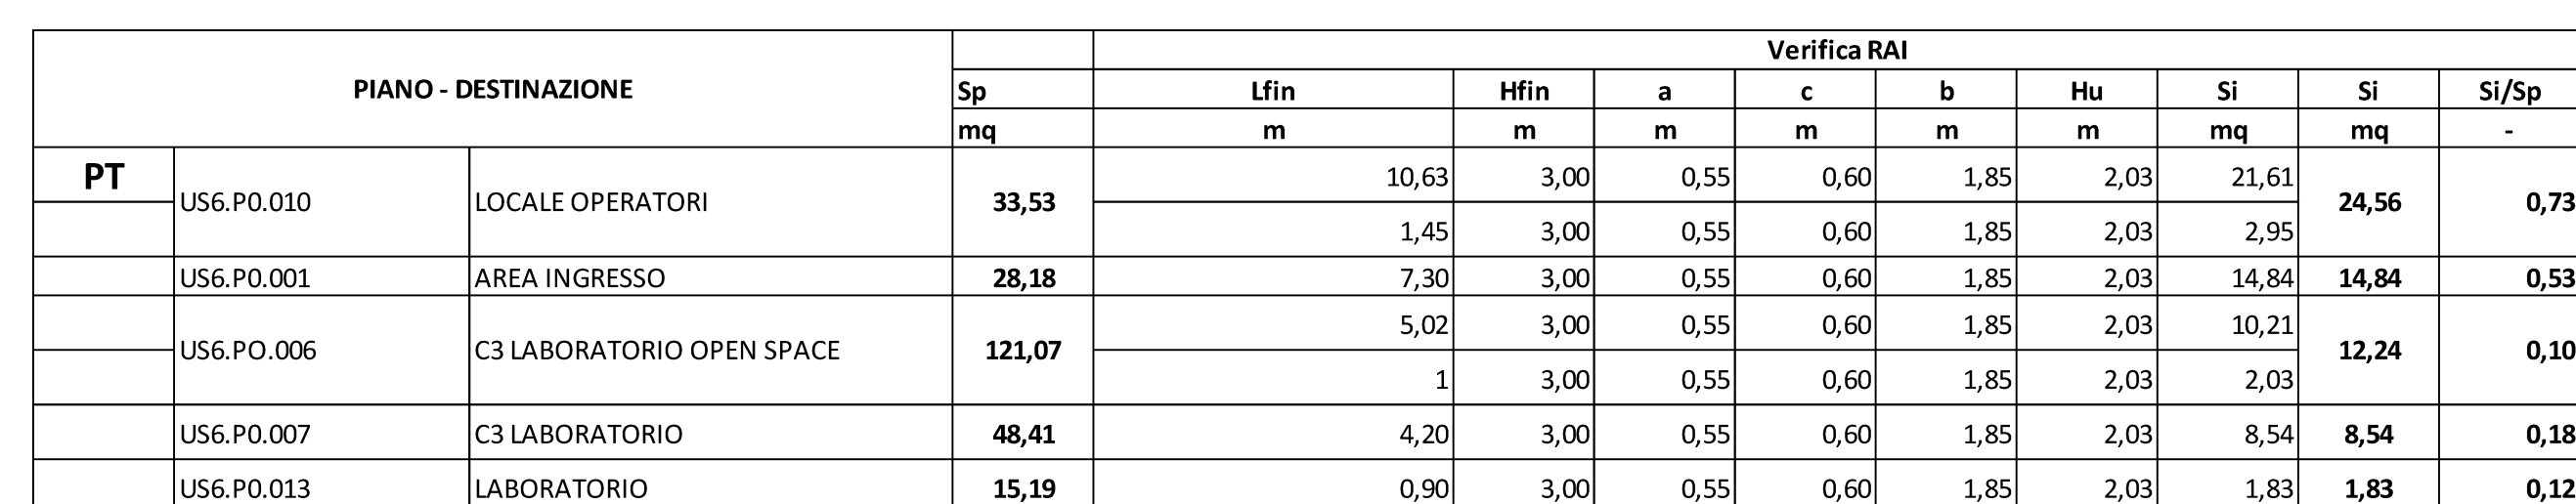 Verifica RAI
PIANO - DESTINAZIONE Sp Lfin Hfin a c b Hu Si Si Si/Sp
mq m m m m m m mq mq -
PT US6.P0.010 LOCALE OPERATORI 33,53 10,63 3,00 0,55 0,60 1,85 2,03 21,61 24,56 0,73
1,45 3,00 0,55 0,60 1,85 2,03 2,95
US6.P0.001 AREA INGRESSO 28,18 7,30 3,00 0,55 0,60 1,85 2,03 14,84 14,84 0,53
US6.PO.006 C3 LABORATORIO OPEN SPACE 121,07 5,02 3,00 0,55 0,60 1,85 2,03 10,21 12,24 0,10
1 3,00 0,55 0,60 1,85 2,03 2,03
US6.P0.007 C3 LABORATORIO 48,41 4,20 3,00 0,55 0,60 1,85 2,03 8,54 8,54 0,18
US6.P0.013 LABORATORIO 15,19 0,90 3,00 0,55 0,60 1,85 2,03 1,83 1,83 0,12